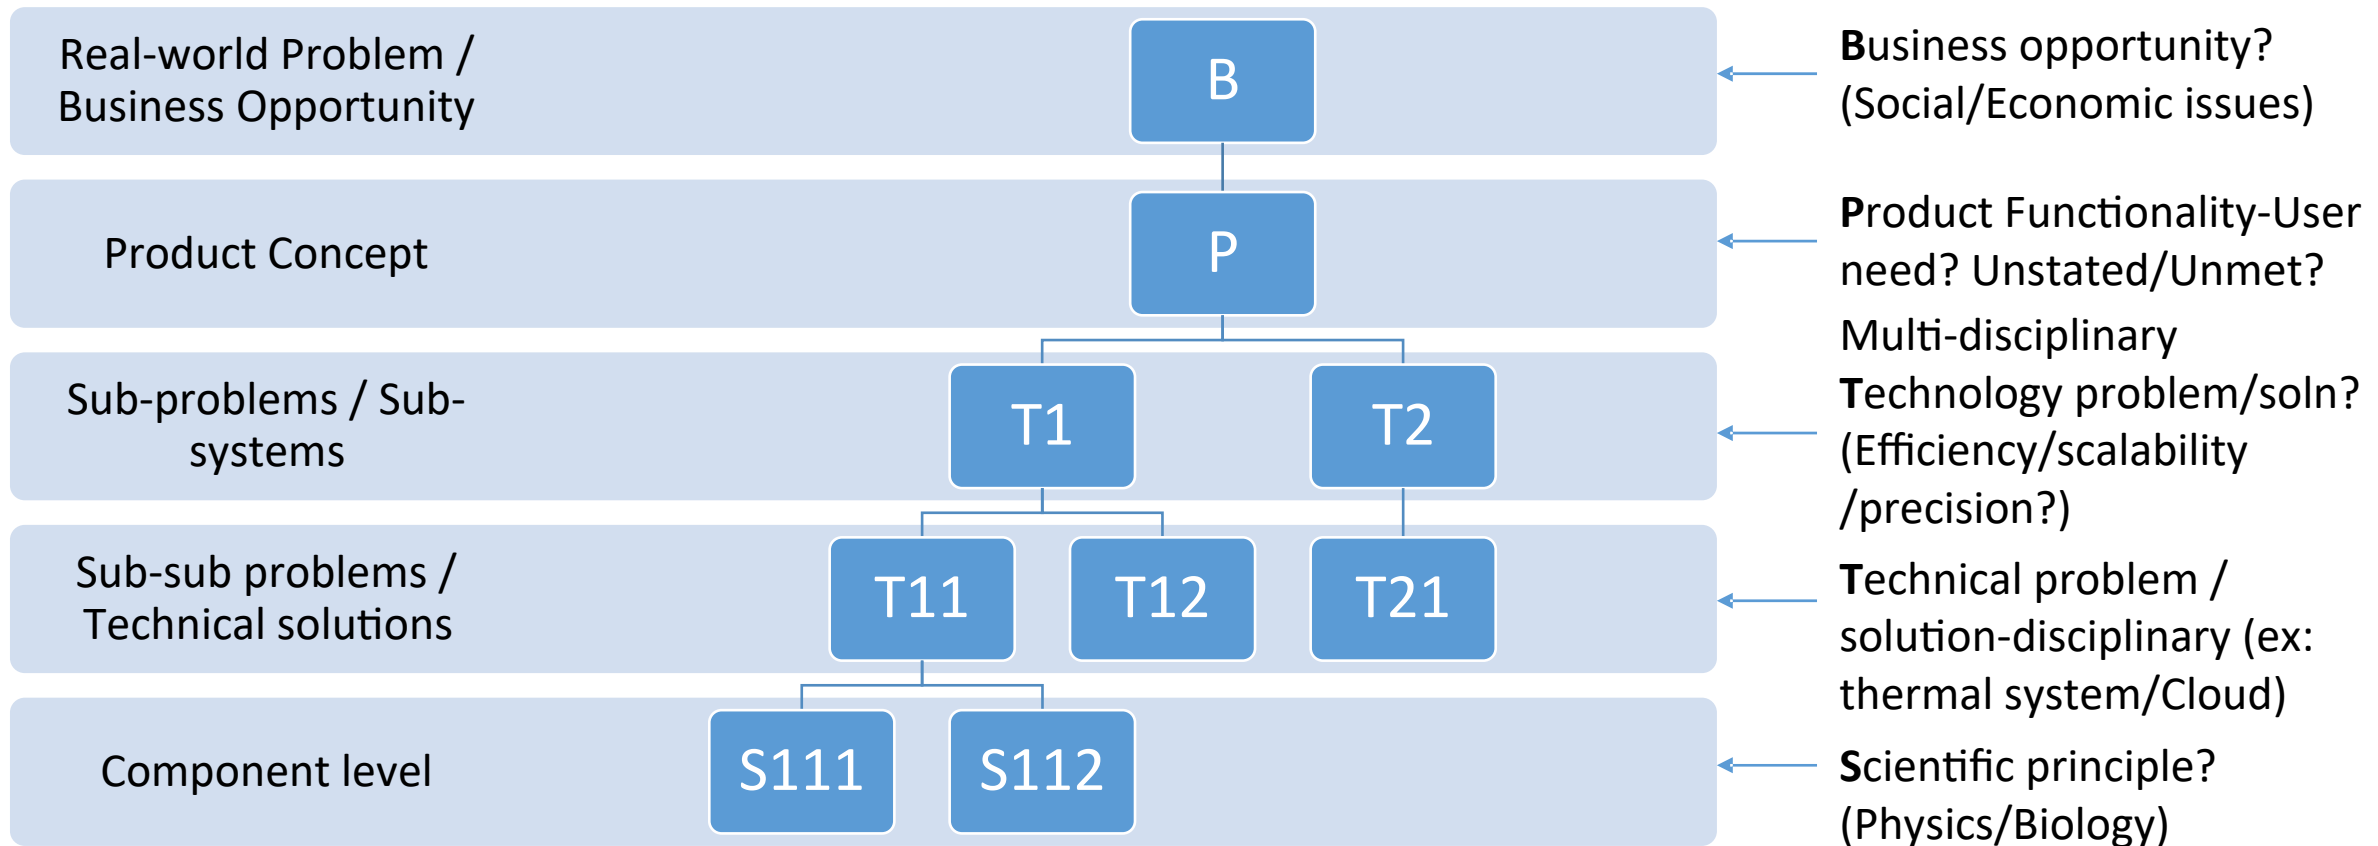 Real-world Problem /
Business Opportunity
B
Business opportunity?
(Social/Economic issues)
Product Concept
P
Product Functionality-User
need? Unstated/Unmet?
Sub-problems / Sub-
systems
T1
T2
Multi-disciplinary
Technology problem/soln?
(Efficiency/scalability
/precision?)
Sub-sub problems /
Technical solutions
T11
T12
T21
Technical problem /
solution-disciplinary (ex:
thermal system/Cloud)
Component level
S111
S112
Scientific principle?
(Physics/Biology)